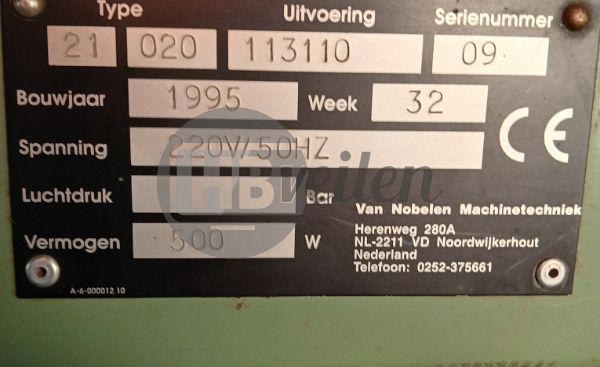 Type Uitvoering Serienummer
21 020 113110 09
Bouwjaar 1995 Week 32
Spanning 220V/50HZ
CE
Luchtdruk Bar
HBveilen
Vermogen 500 W
Van Nobelen Machinetechniek
Herenweg 280A
NL-2211 VD Noordwijkerhout
Nederland
Telefoon: 0252-375661
A-6-000012.10